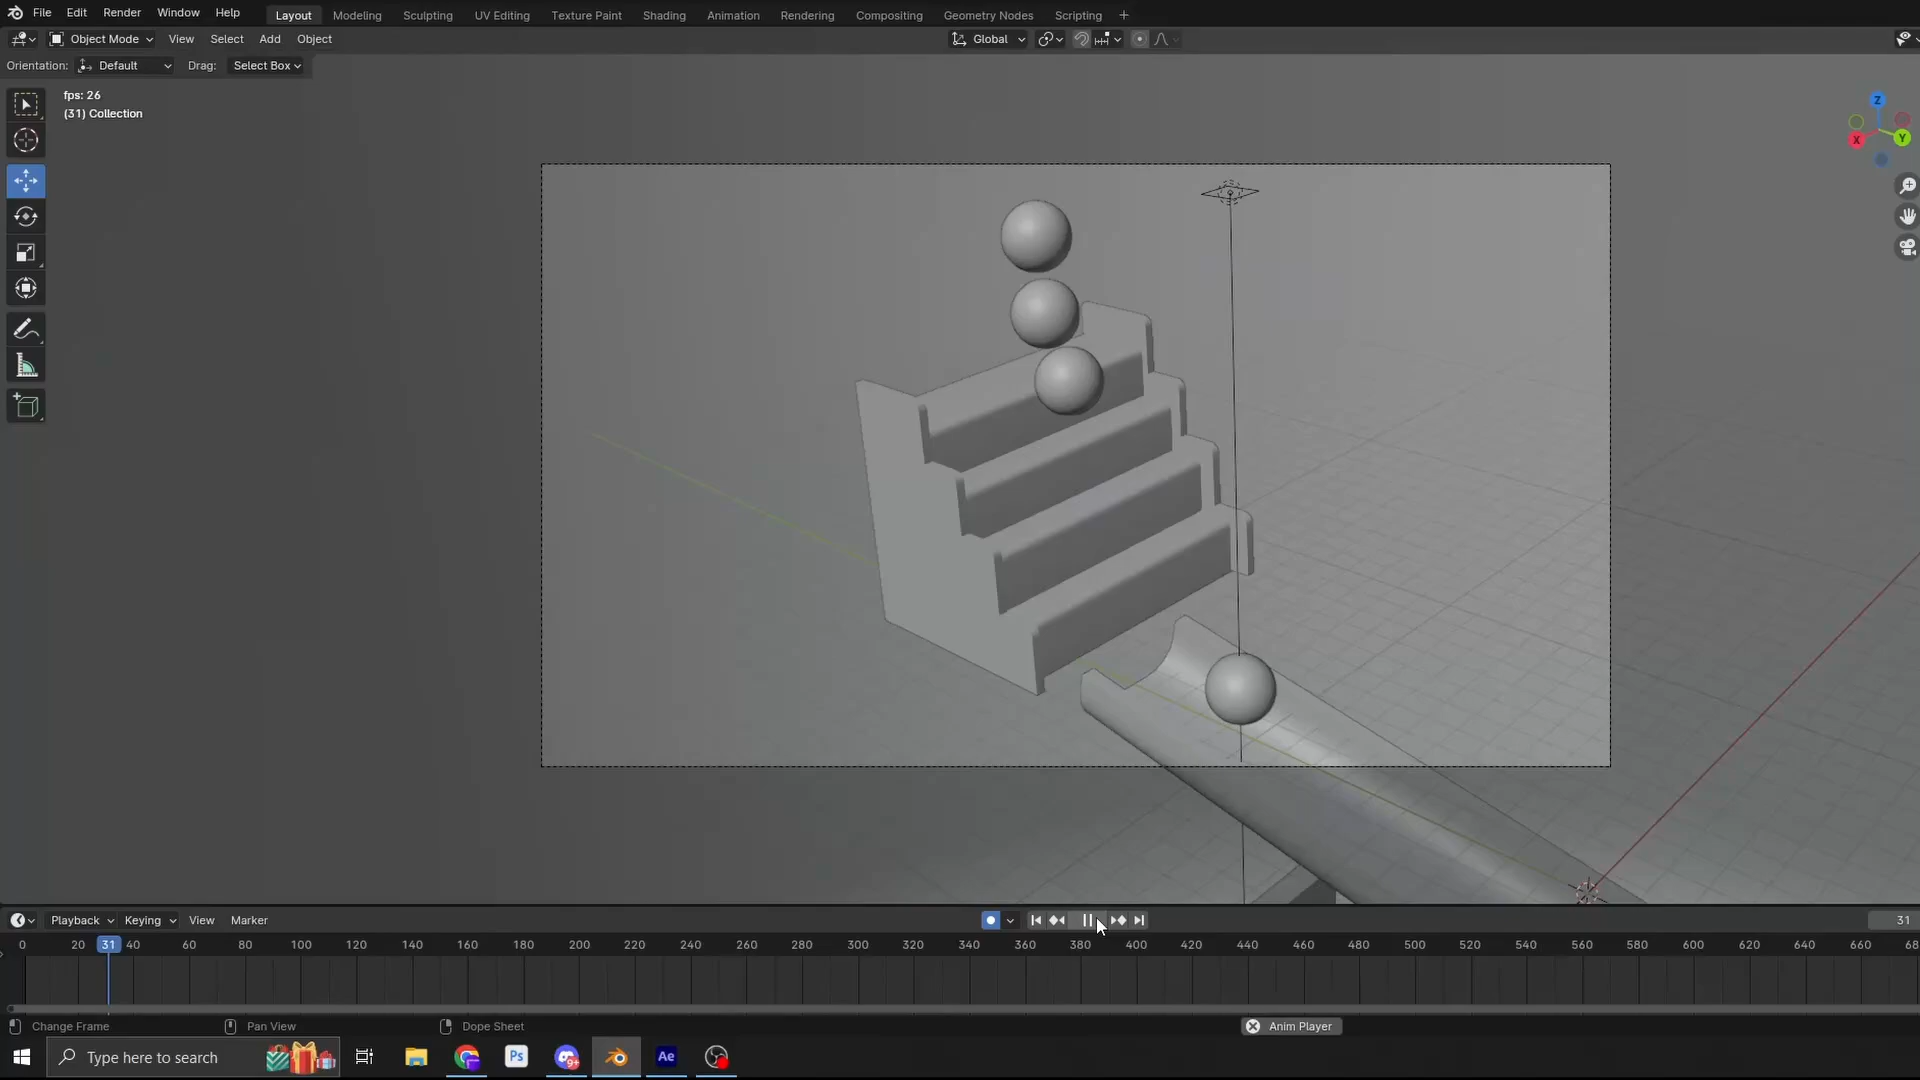 File Edit Render Window Help Layout Modeling Sculpting UV Editing Texture Paint Shading Animation Rendering Compositing Geometry Nodes Scripting +
Object Mode View Select Add Object Global
Orientation: Default Drag: Select Box
fps: 26
(31) Collection
Z
Y
X
Playback Keying View Marker 31
0 20 31 40 60 80 100 120 140 160 180 200 220 240 260 280 300 320 340 360 380 400 420 440 460 480 500 520 540 560 580 600 620 640 660 68
Change Frame Pan View Dope Sheet Anim Player
Type here to search Ps 9+ Ae